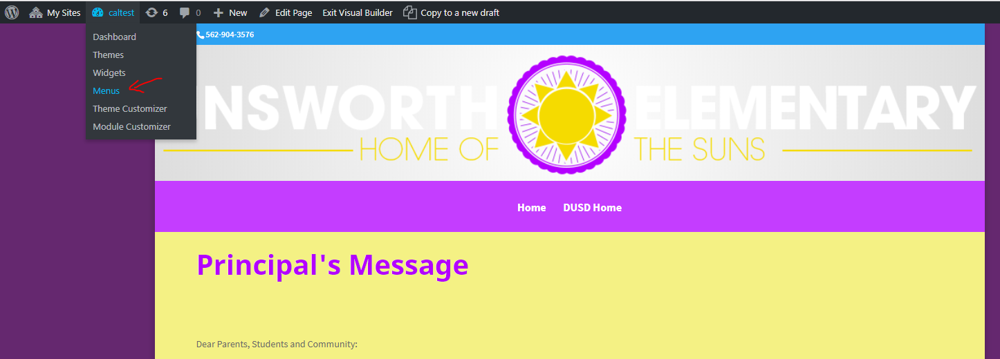 My Sites caltest 6 0 New Edit Page Exit Visual Builder Copy to a new draft
Dashboard
Themes
Widgets
Menus
Theme Customizer
Module Customizer
562-904-3576
NSWORTH ELEMENTARY
HOME OF THE SUNS
Home DUSD Home
Principal's Message
Dear Parents, Students and Community: